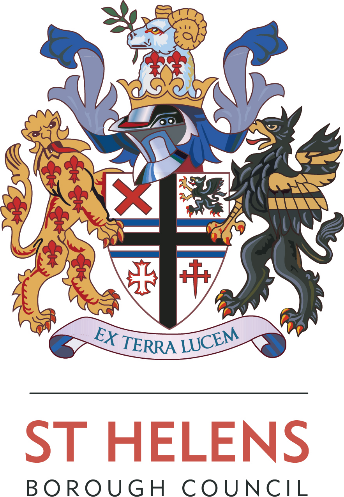 EX TERRA LUCEM
ST HELENS
BOROUGH COUNCIL